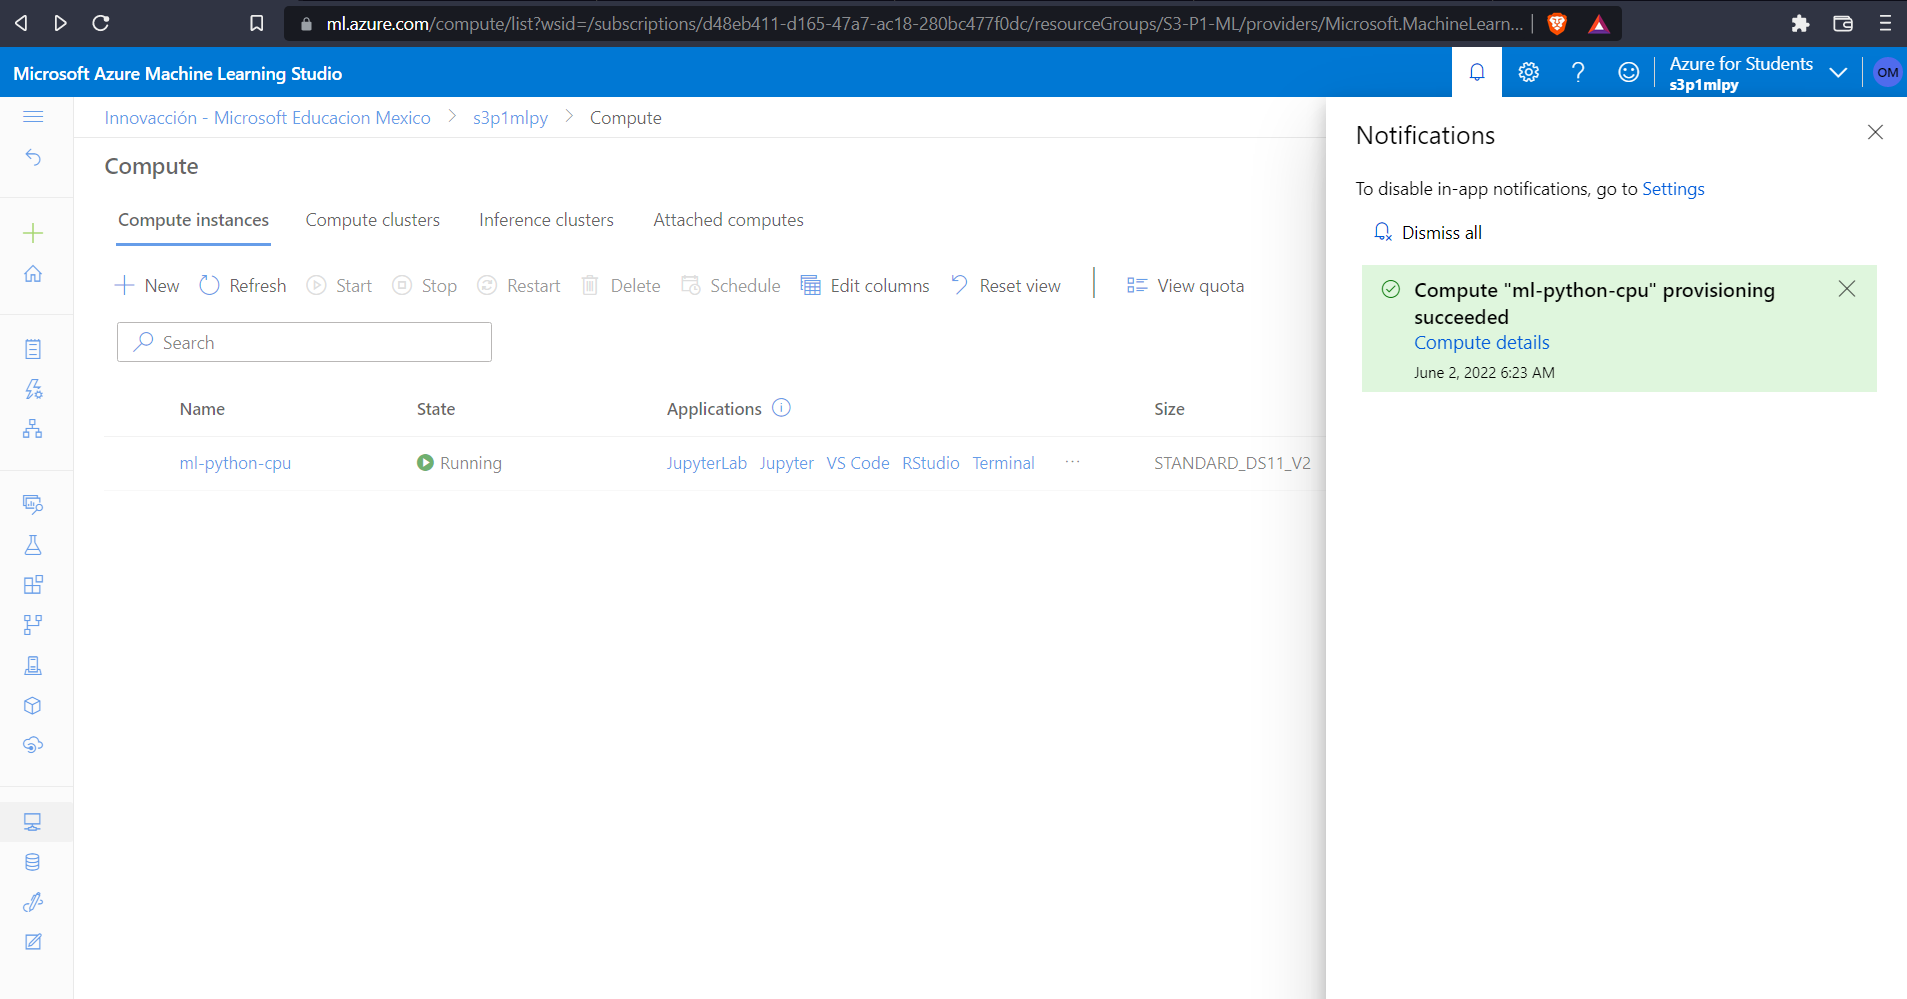 ml.azure.com/compute/list?wsid=/subscriptions/d48eb411-d165-47a7-ac18-280bc477f0dc/resourceGroups/S3-P1-ML/providers/Microsoft.MachineLearn...
Microsoft Azure Machine Learning Studio
Azure for Students
s3p1mlpy
OM
Innovacción - Microsoft Educacion Mexico > s3p1mlpy > Compute
Compute
Compute instances Compute clusters Inference clusters Attached computes
New Refresh Start Stop Restart Delete Schedule Edit columns Reset view View quota
Search
Name State Applications Size
ml-python-cpu Running JupyterLab Jupyter VS Code RStudio Terminal ... STANDARD_DS11_V2
Notifications
To disable in-app notifications, go to Settings
Dismiss all
Compute "ml-python-cpu" provisioning
succeeded
Compute details
June 2, 2022 6:23 AM